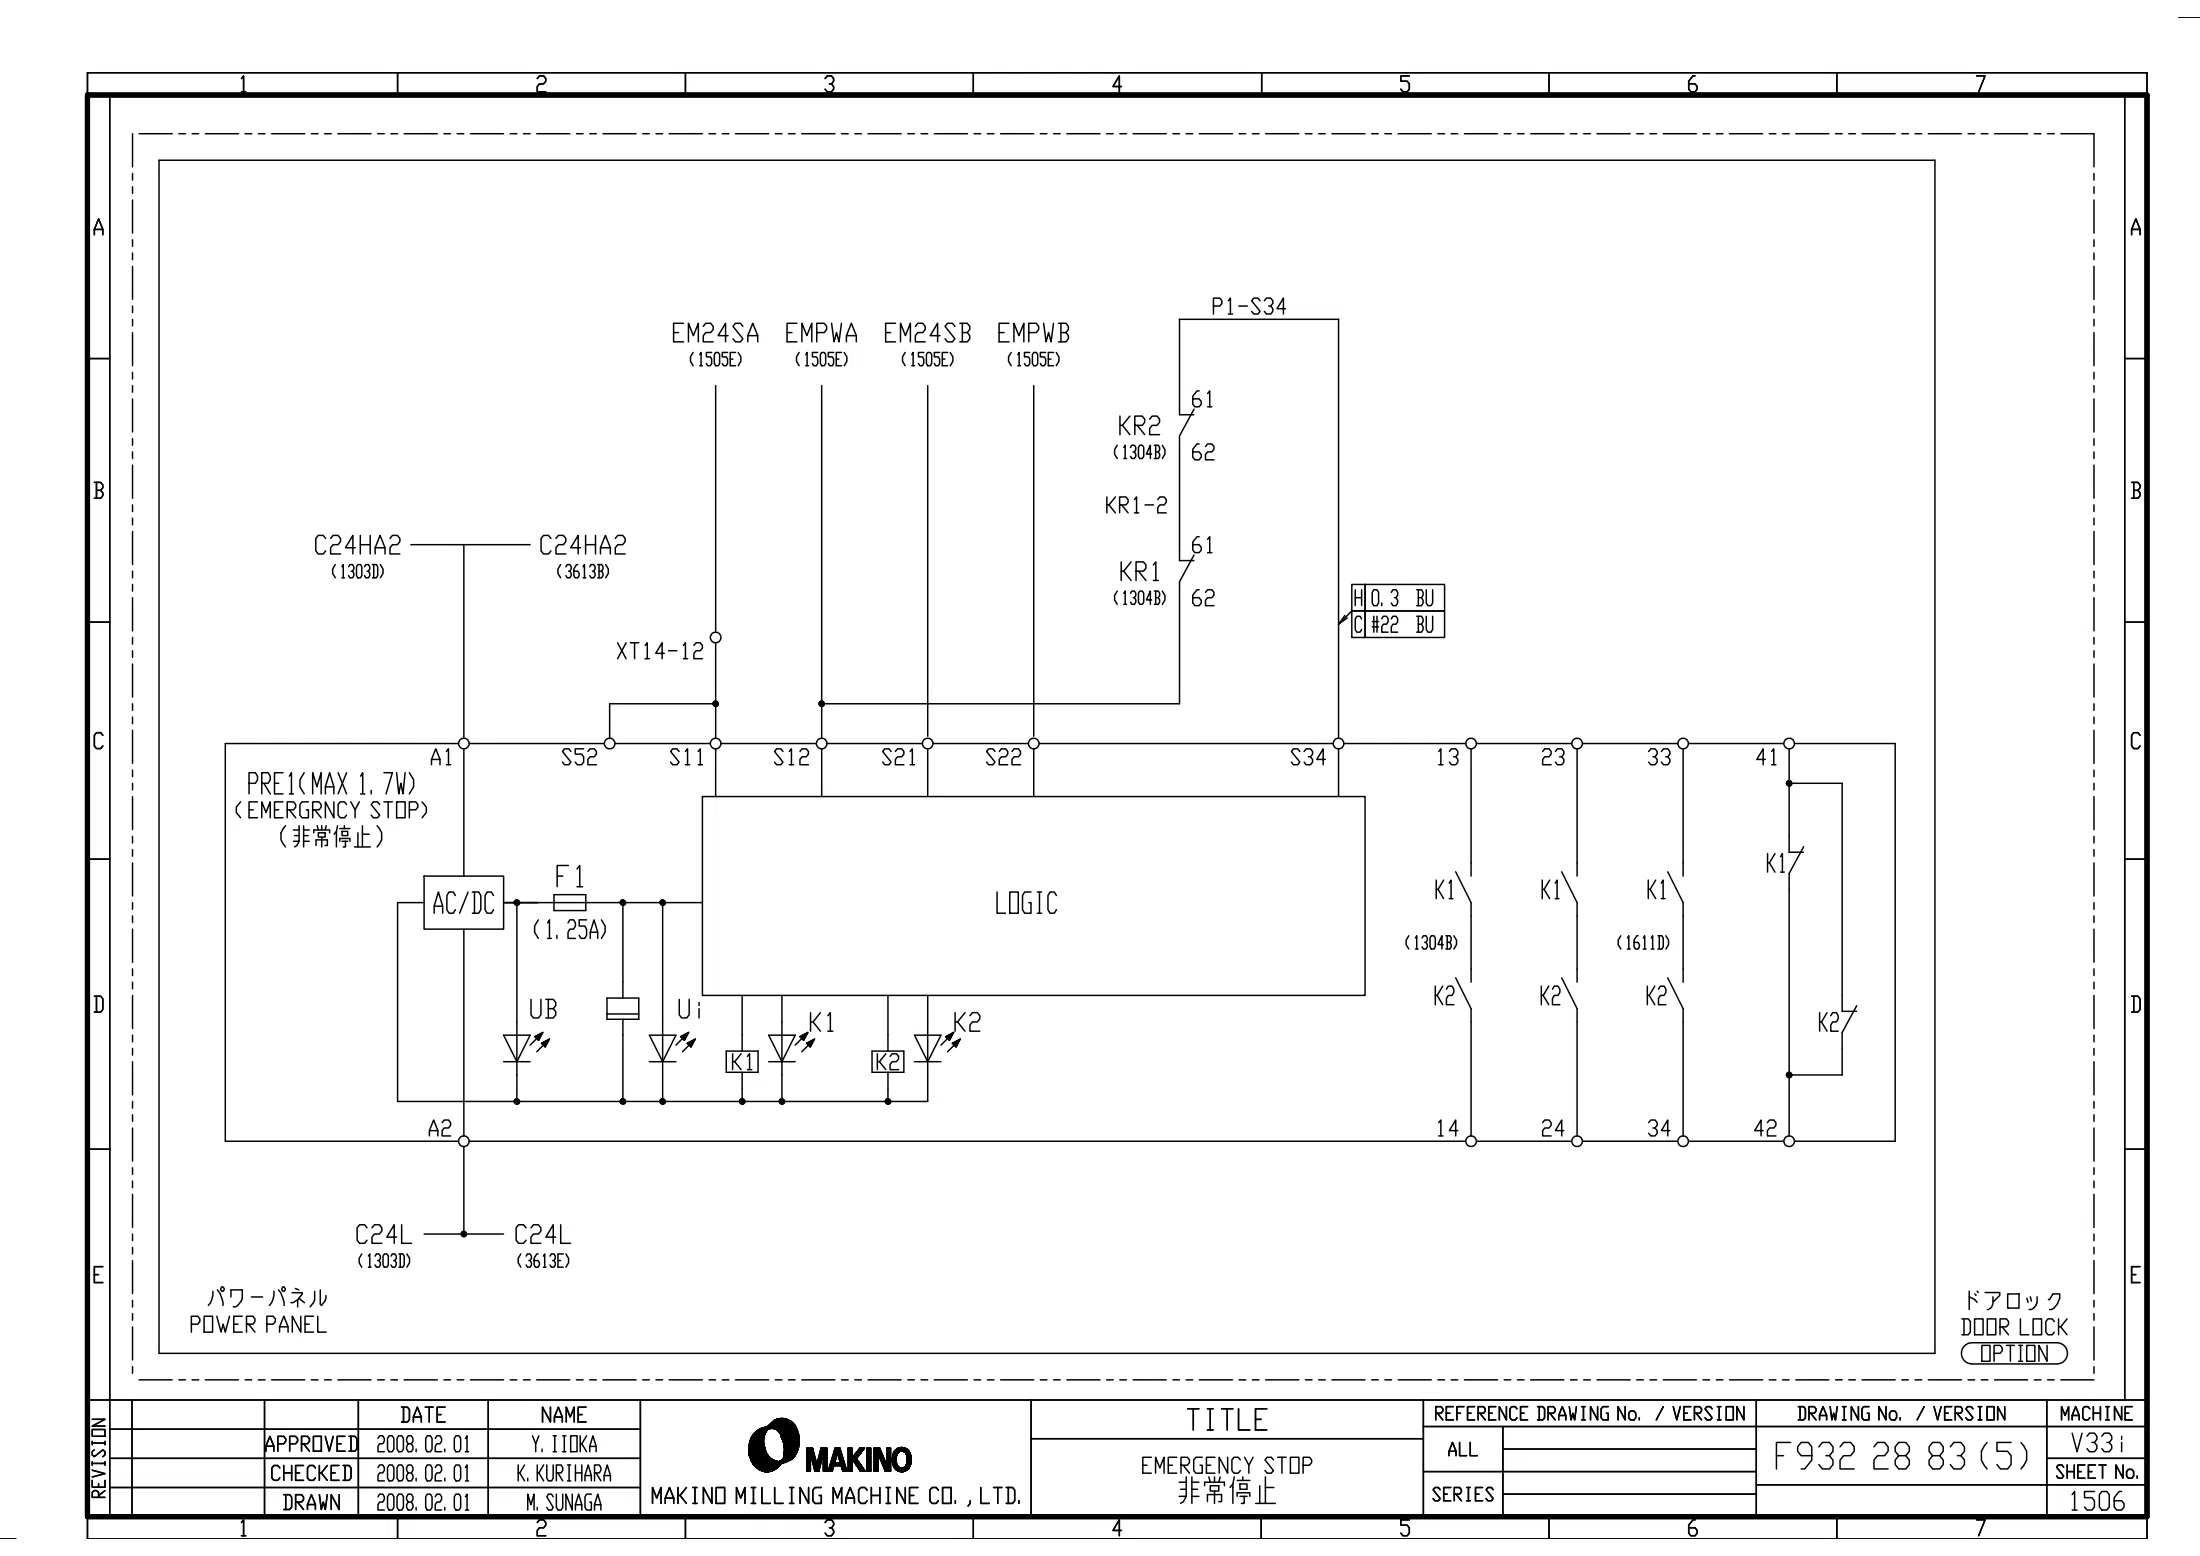 1 2 3 4 5 6 7
A A
B B
C C
D D
E E
P1-S34
EM24SA EMPWA EM24SB EMPWB
(1505E) (1505E) (1505E) (1505E)
61
KR2
(1304B) 62
KR1-2
C24HA2 C24HA2 61
(1303D) (3613B) KR1
(1304B) 62
H 0.3 BU
C #22 BU
XT14-12
A1 S52 S11 S12 S21 S22 S34 13 23 33 41
PRE1(MAX 1.7W)
(EMERGRNCY STOP)
(非常停止)
F1
AC/DC
(1.25A)
LOGIC
K1 K1 K1 K1
(1304B) (1611D)
K2 K2 K2 K2
UB Ui K1 K2
K1 K2
A2 14 24 34 42
C24L C24L
(1303D) (3613E)
パワーパネル
POWER PANEL
ドアロック
DOOR LOCK
OPTION
REVISION
DATE NAME
APPROVED 2008.02.01 Y.IIOKA
CHECKED 2008.02.01 K.KURIHARA
DRAWN 2008.02.01 M.SUNAGA
MAKINO
MAKINO MILLING MACHINE CO.,LTD.
TITLE
EMERGENCY STOP
非常停止
REFERENCE DRAWING No. / VERSION
ALL
SERIES
DRAWING No. / VERSION
F932 28 83(5)
MACHINE
V33i
SHEET No.
1506
1 2 3 4 5 6 7